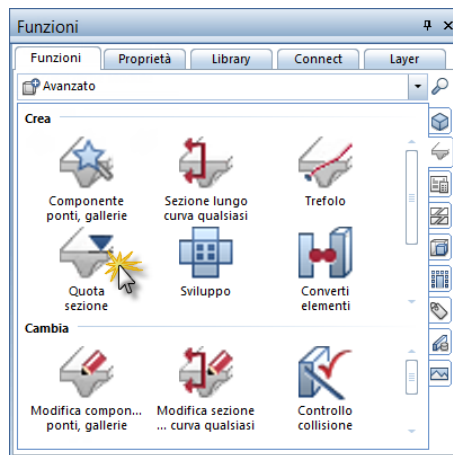 Funzioni
Funzioni Proprietà Library Connect Layer
Avanzato
Crea
Componente Sezione lungo Trefolo
ponti, gallerie curva qualsiasi
Quota Sviluppo Converti
sezione elementi
Cambia
Modifica compon... Modifica sezione Controllo
ponti, gallerie ... curva qualsiasi collisione